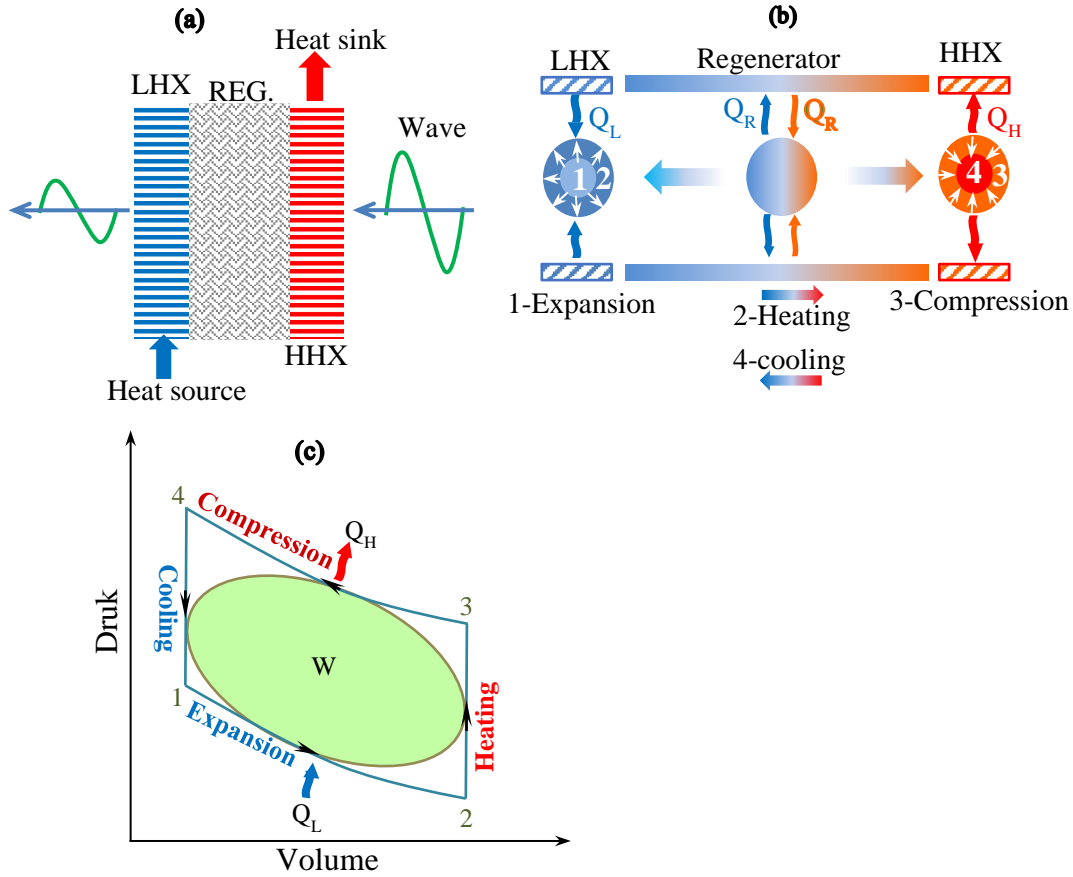 (a)
Heat sink
LHX
REG.
Wave
HHX
Heat source
(b)
LHX
Regenerator
HHX
Q_L
Q_R
Q_R
Q_H
1
2
4
3
1-Expansion
2-Heating
3-Compression
4-cooling
(c)
4
Compression
Q_H
Cooling
3
Druk
W
1
Expansion
Heating
Q_L
2
Volume